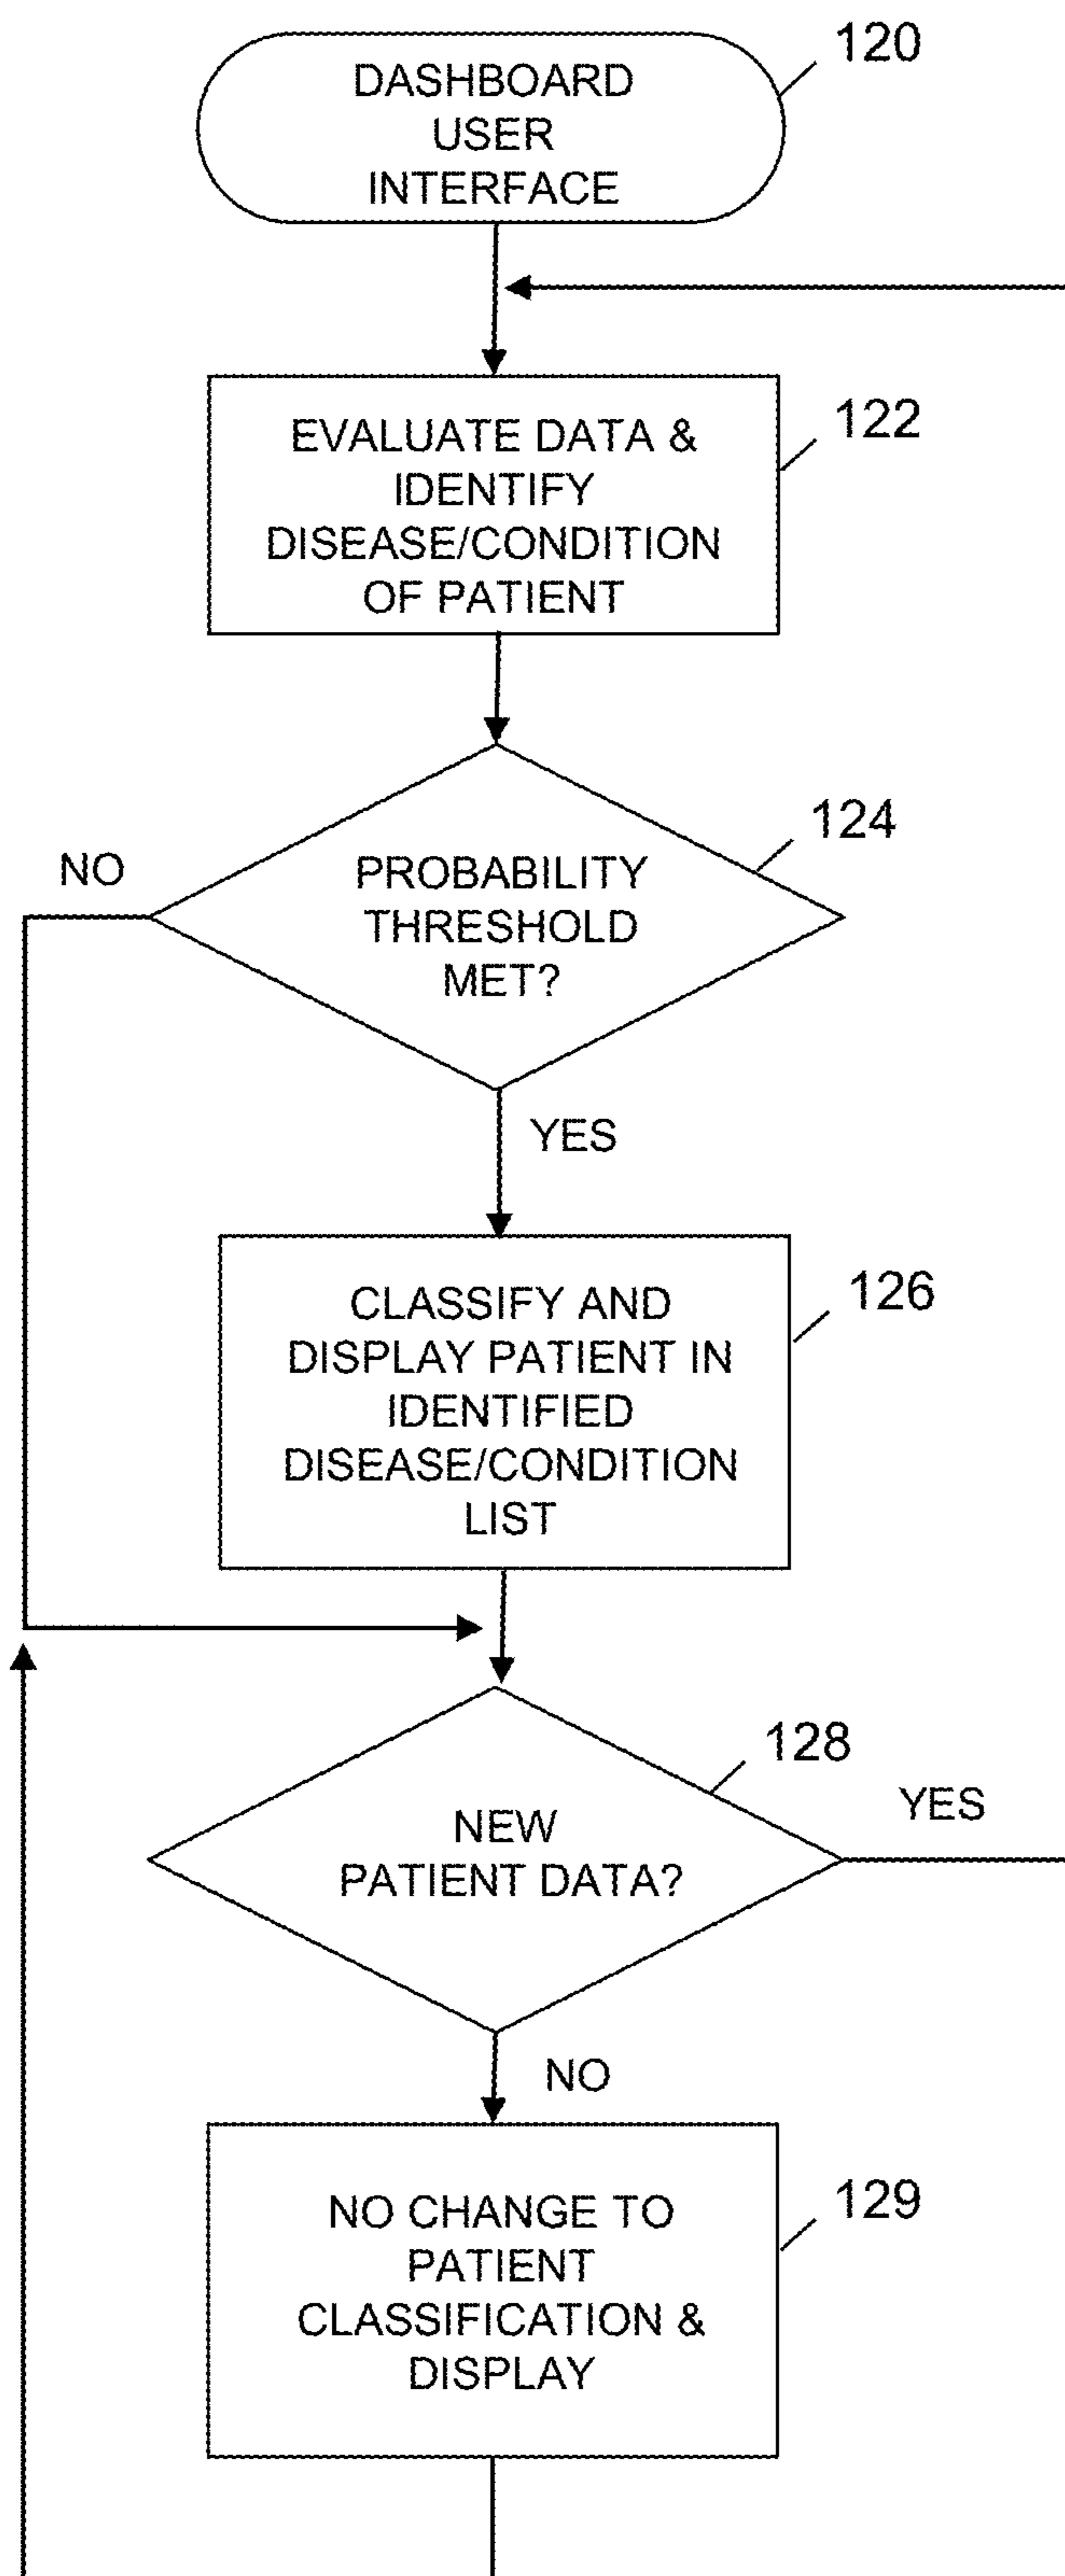 120
DASHBOARD
USER
INTERFACE
122
EVALUATE DATA &
IDENTIFY
DISEASE/CONDITION
OF PATIENT
124
NO
PROBABILITY
THRESHOLD
MET?
YES
126
CLASSIFY AND
DISPLAY PATIENT IN
IDENTIFIED
DISEASE/CONDITION
LIST
128
YES
NEW
PATIENT DATA?
NO
129
NO CHANGE TO
PATIENT
CLASSIFICATION &
DISPLAY